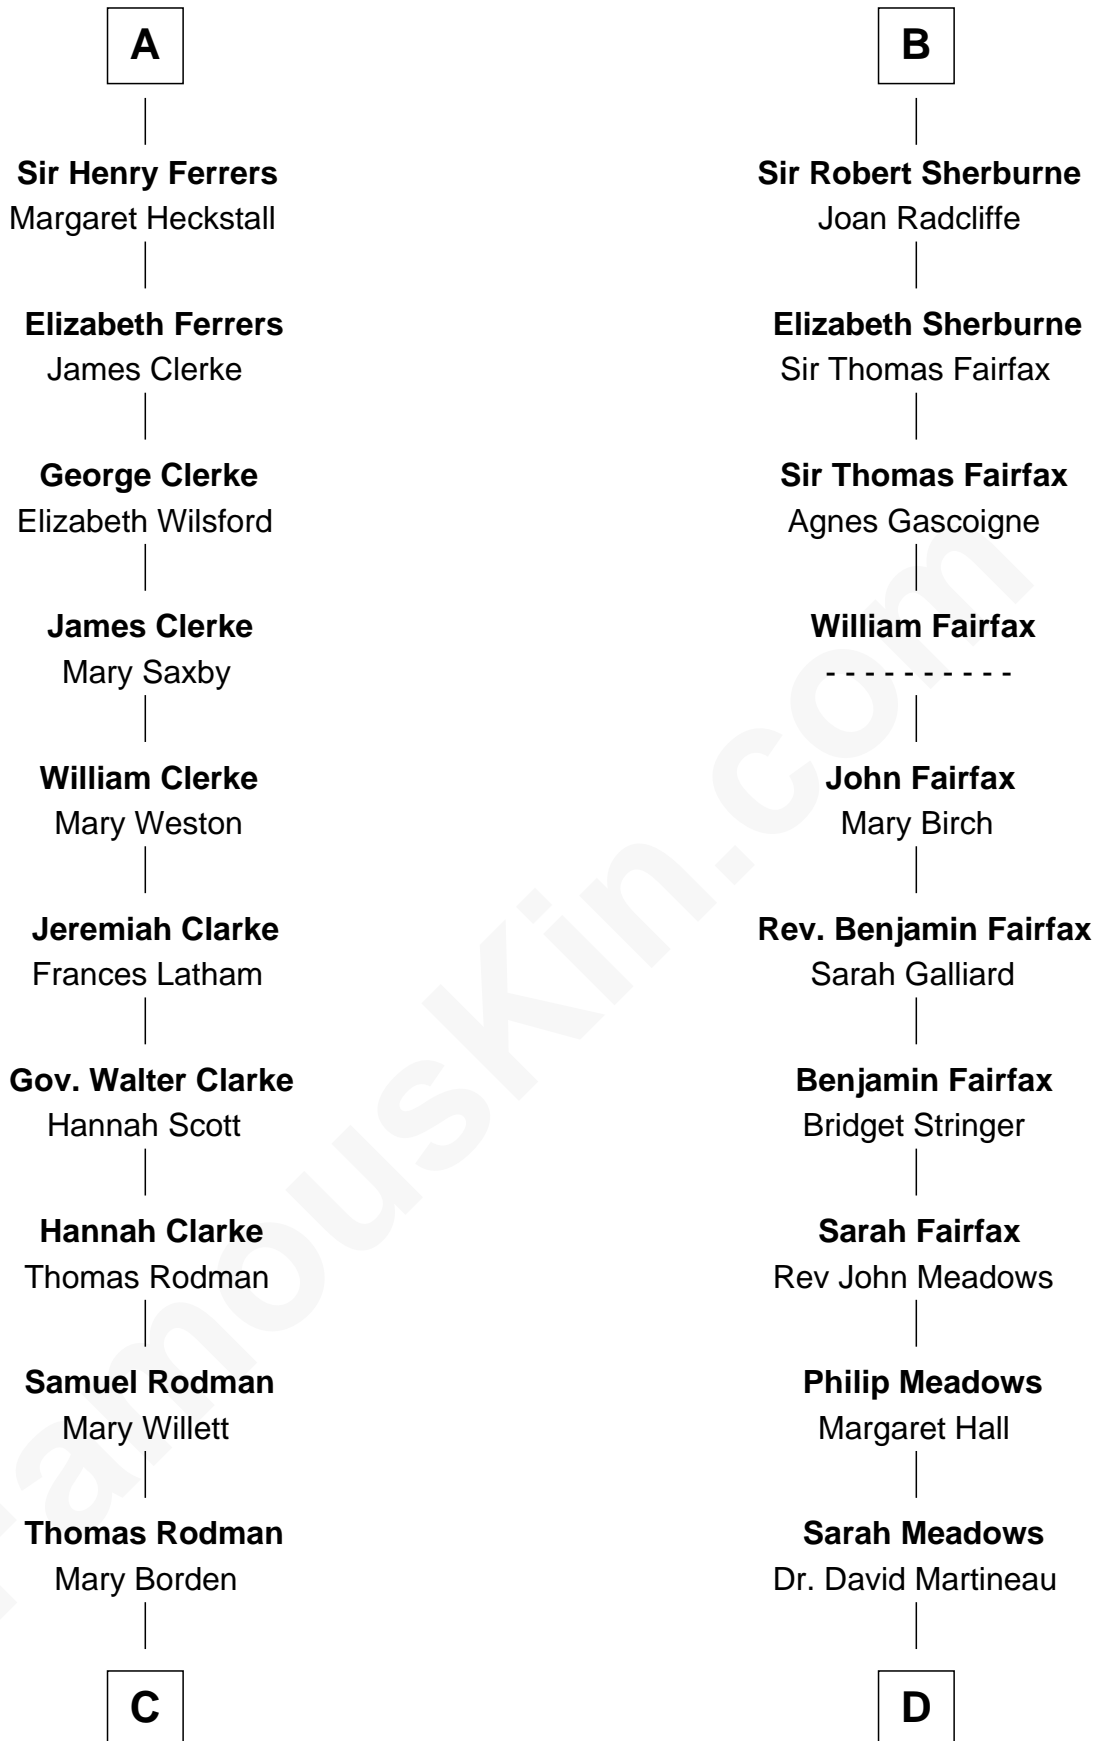 A
Sir Henry Ferrers
Margaret Heckstall
Elizabeth Ferrers
James Clerke
George Clerke
Elizabeth Wilsford
James Clerke
Mary Saxby
William Clerke
Mary Weston
Jeremiah Clarke
Frances Latham
Gov. Walter Clarke
Hannah Scott
Hannah Clarke
Thomas Rodman
Samuel Rodman
Mary Willett
Thomas Rodman
Mary Borden
C
B
Sir Robert Sherburne
Joan Radcliffe
Elizabeth Sherburne
Sir Thomas Fairfax
Sir Thomas Fairfax
Agnes Gascoigne
William Fairfax
- - - - - - - - - -
John Fairfax
Mary Birch
Rev. Benjamin Fairfax
Sarah Galliard
Benjamin Fairfax
Bridget Stringer
Sarah Fairfax
Rev John Meadows
Philip Meadows
Margaret Hall
Sarah Meadows
Dr. David Martineau
D
FamousKin.com